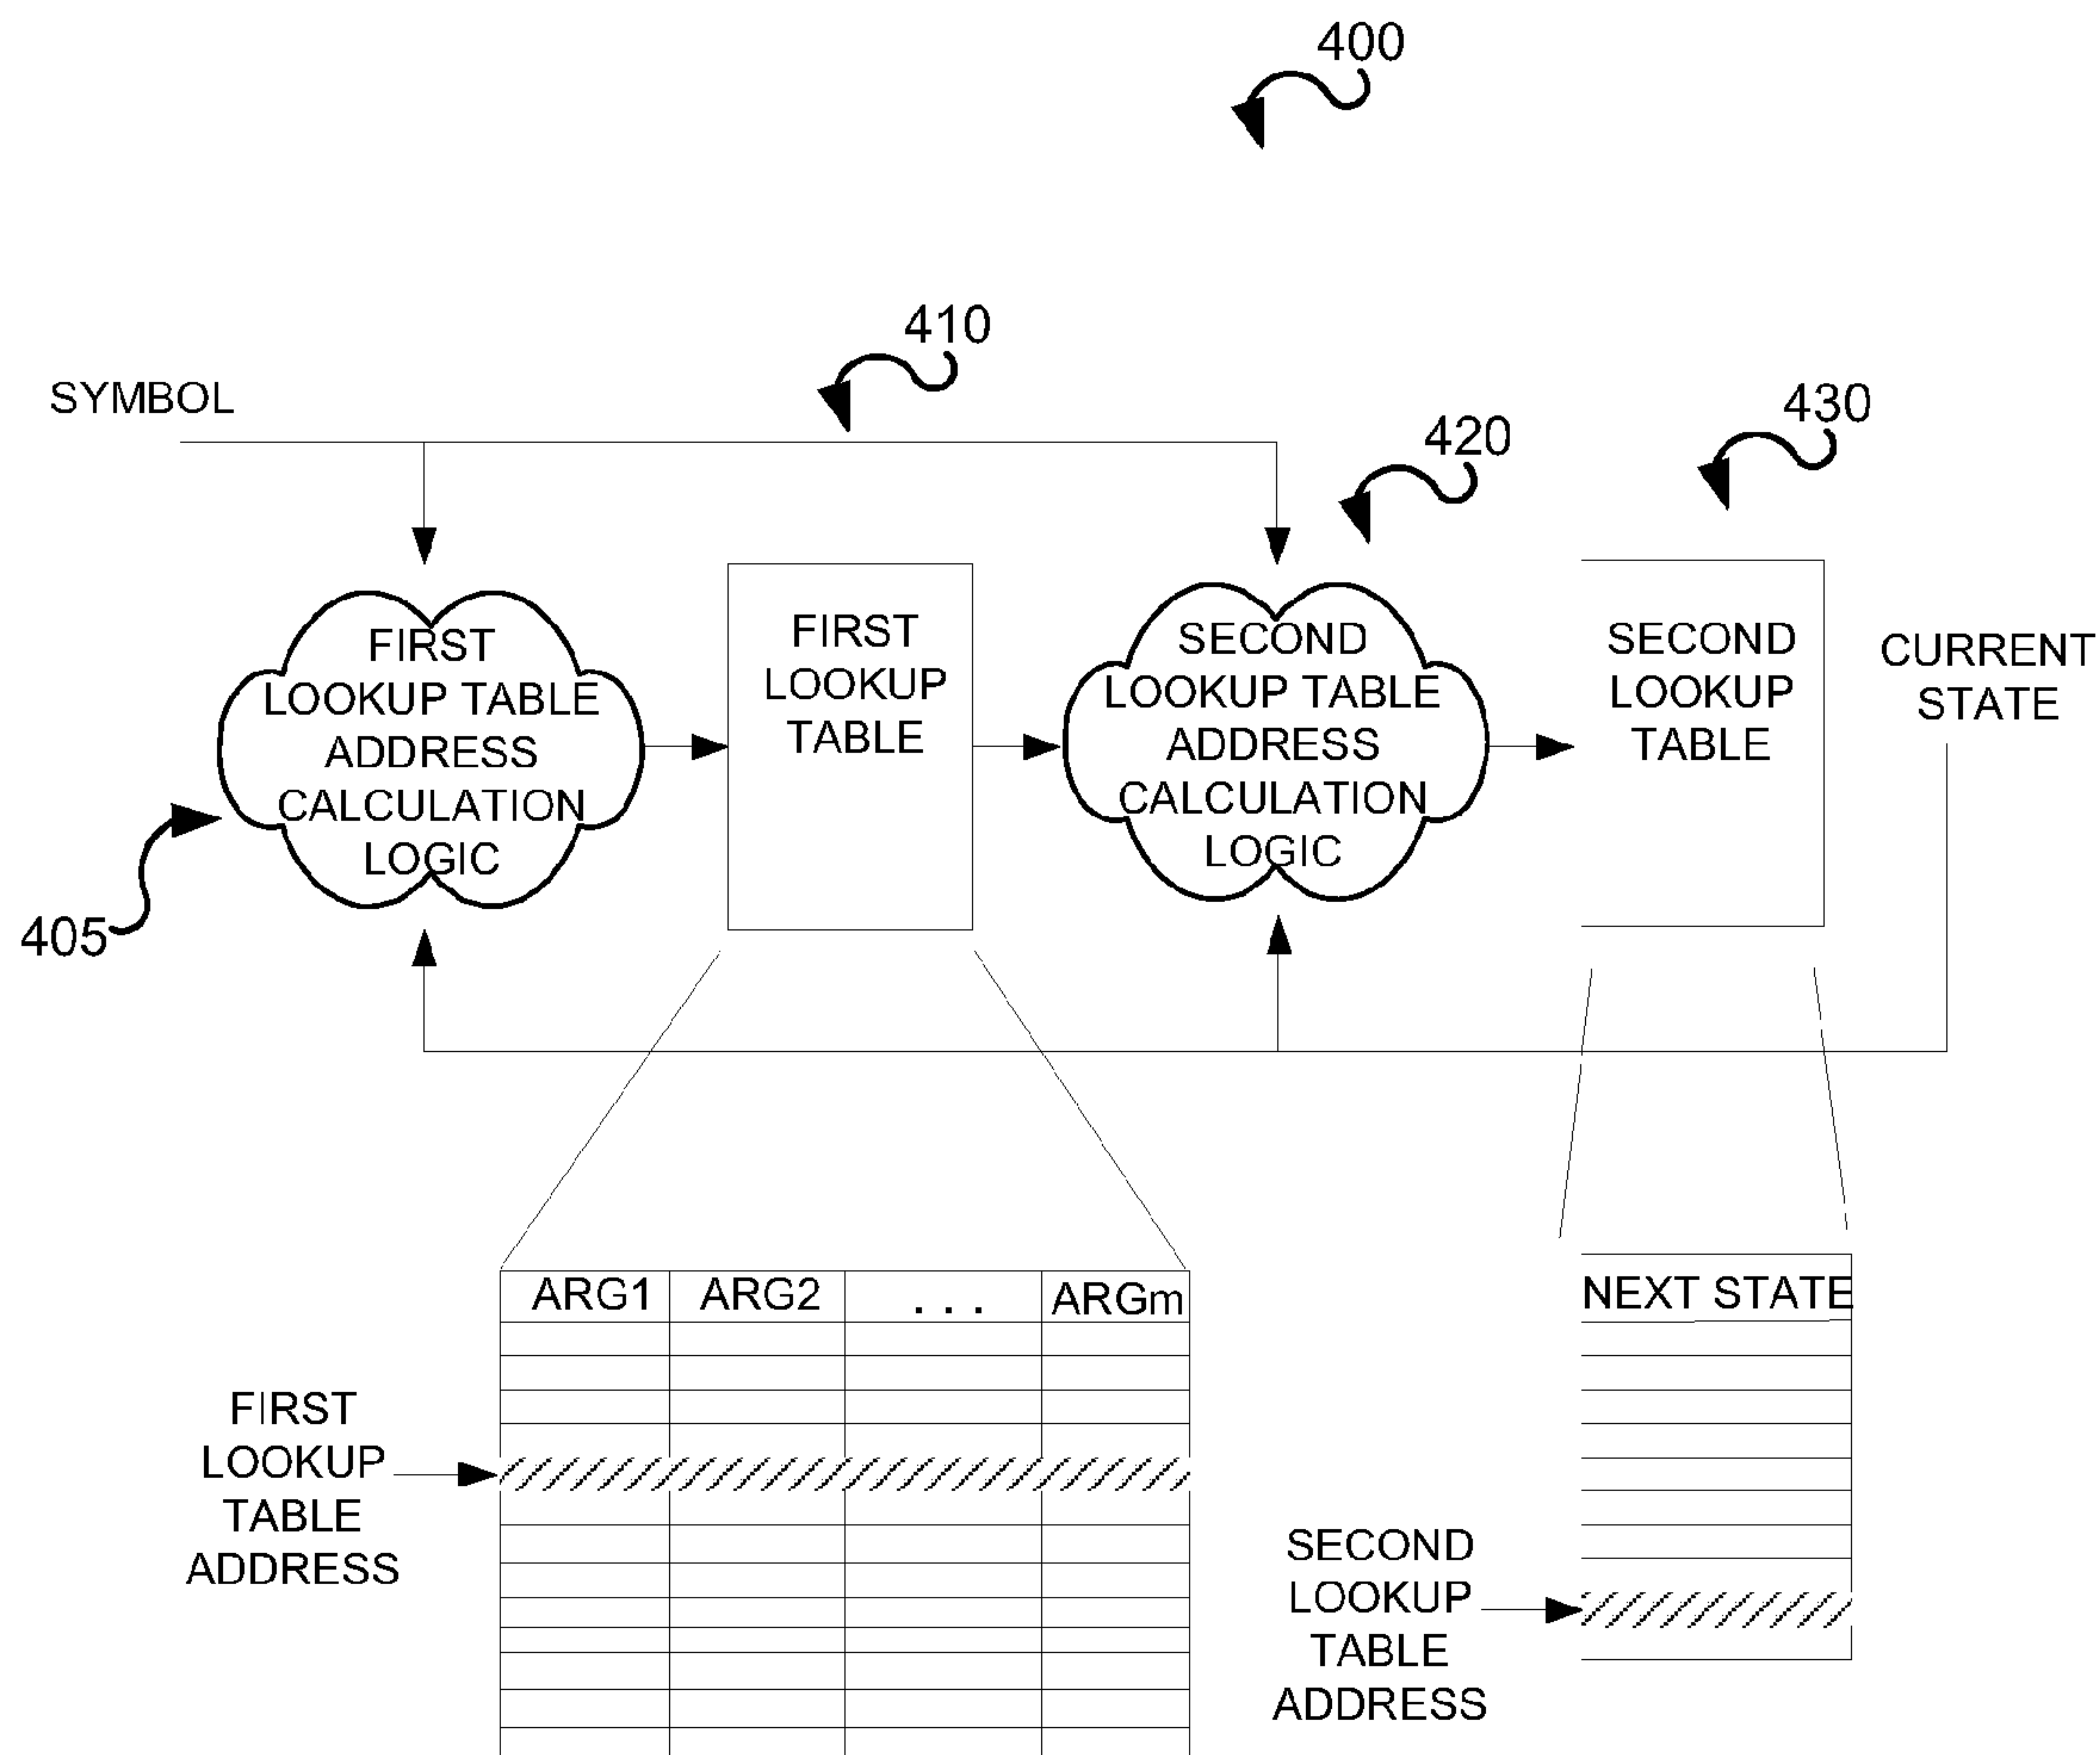 400
410
SYMBOL
430
420
FIRST
LOOKUP TABLE
ADDRESS
CALCULATION
LOGIC
FIRST
LOOKUP
TABLE
SECOND
LOOKUP TABLE
ADDRESS
CALCULATION
LOGIC
SECOND
LOOKUP
TABLE
CURRENT
STATE
405
ARG1 ARG2 . . . ARGm
NEXT STATE
FIRST
LOOKUP
TABLE
ADDRESS
SECOND
LOOKUP
TABLE
ADDRESS